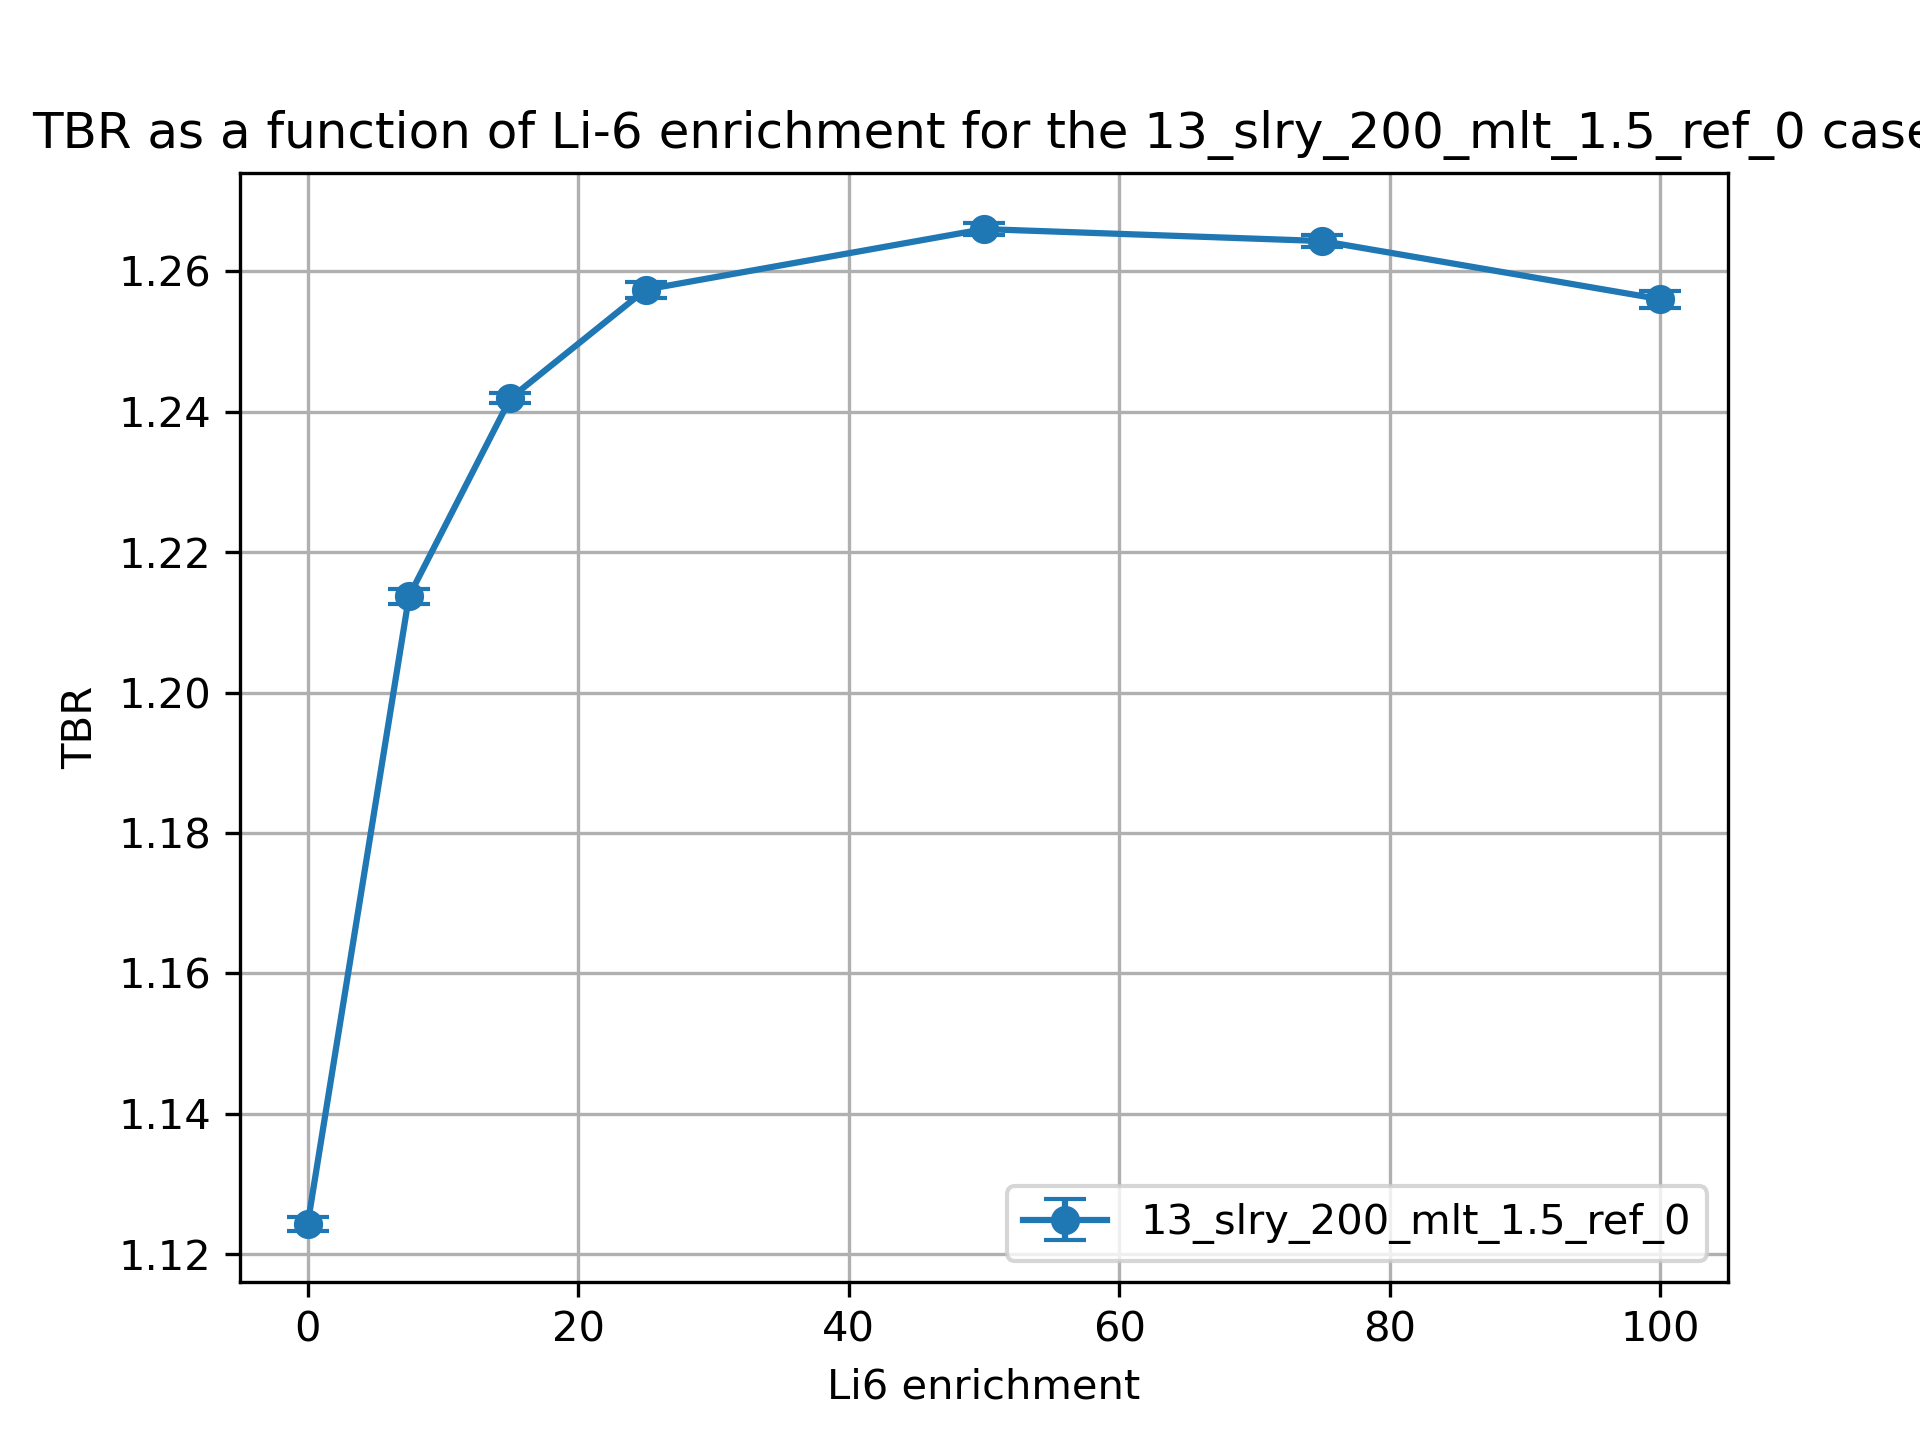 TBR as a function of Li-6 enrichment for the 13_slry_200_mlt_1.5_ref_0 case
1.26
1.24
1.22
1.20
1.18
1.16
1.14
1.12
TBR
13_slry_200_mlt_1.5_ref_0
0 20 40 60 80 100
Li6 enrichment